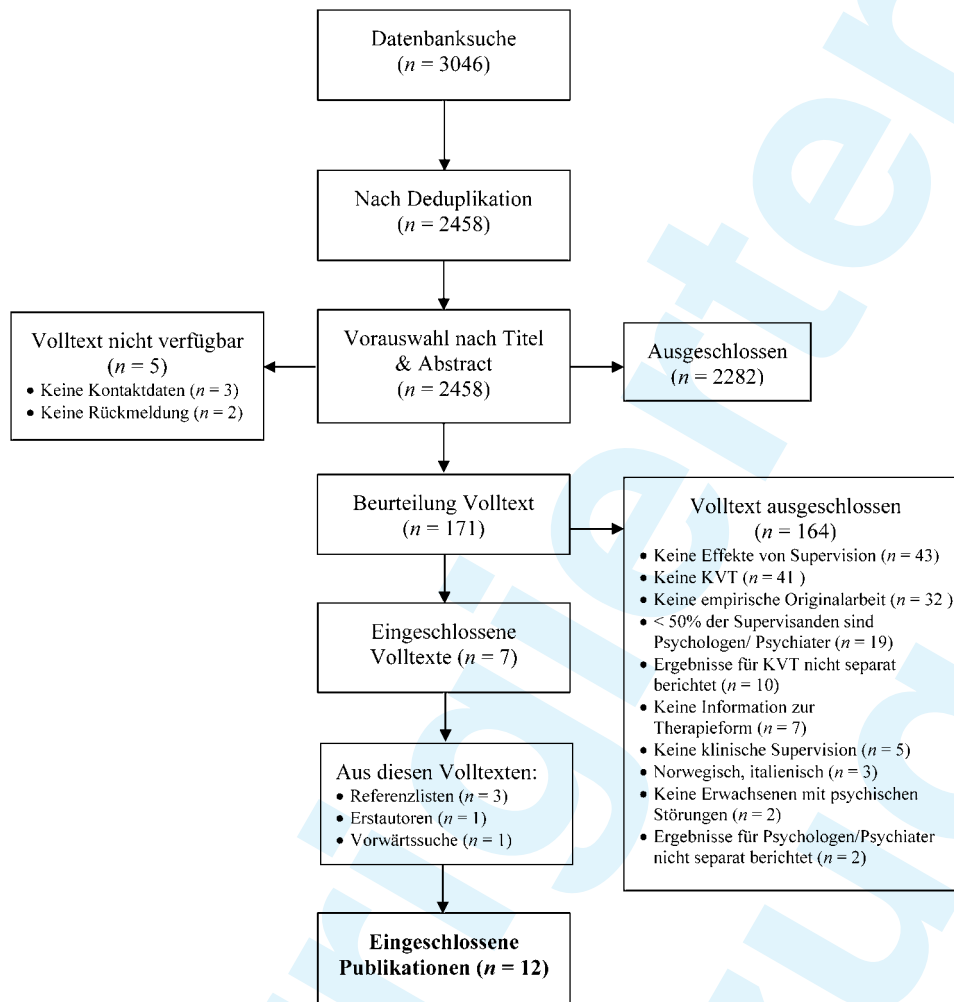 Datenbanksuche
(n = 3046)
Nach Deduplikation
(n = 2458)
Volltext nicht verfügbar
(n = 5)
• Keine Kontaktdaten (n = 3)
• Keine Rückmeldung (n = 2)
Vorauswahl nach Titel
& Abstract
(n = 2458)
Ausgeschlossen
(n = 2282)
Beurteilung Volltext
(n = 171)
Volltext ausgeschlossen
(n = 164)
• Keine Effekte von Supervision (n = 43)
• Keine KVT (n = 41 )
• Keine empirische Originalarbeit (n = 32 )
• < 50% der Supervisanden sind
Psychologen/ Psychiater (n = 19)
• Ergebnisse für KVT nicht separat
berichtet (n = 10)
• Keine Information zur
Therapieform (n = 7)
• Keine klinische Supervision (n = 5)
• Norwegisch, italienisch (n = 3)
• Keine Erwachsenen mit psychischen
Störungen (n = 2)
• Ergebnisse für Psychologen/Psychiater
nicht separat berichtet (n = 2)
Eingeschlossene
Volltexte (n = 7)
Aus diesen Volltexten:
• Referenzlisten (n = 3)
• Erstautoren (n = 1)
• Vorwärtssuche (n = 1)
Eingeschlossene
Publikationen (n = 12)